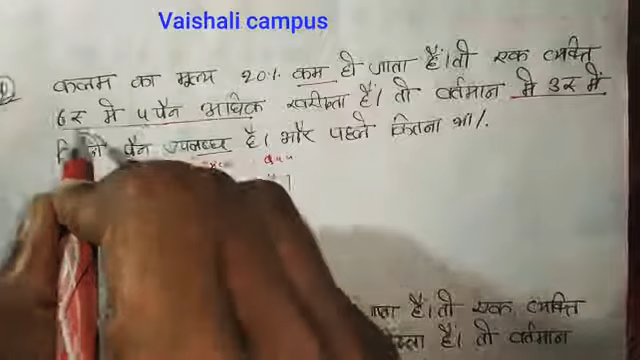 Vaishali campus
कलम का मूल्य 20% कम हो जाता है। तो एक व्यक्ति
6रु मे 4 पैन अधिक खरीदता है। तो वर्तमान मे 3रु में
पैन उपलब्ध है। और पहले कितना था।
है। तो एक व्यक्ति
है। तो वर्तमान